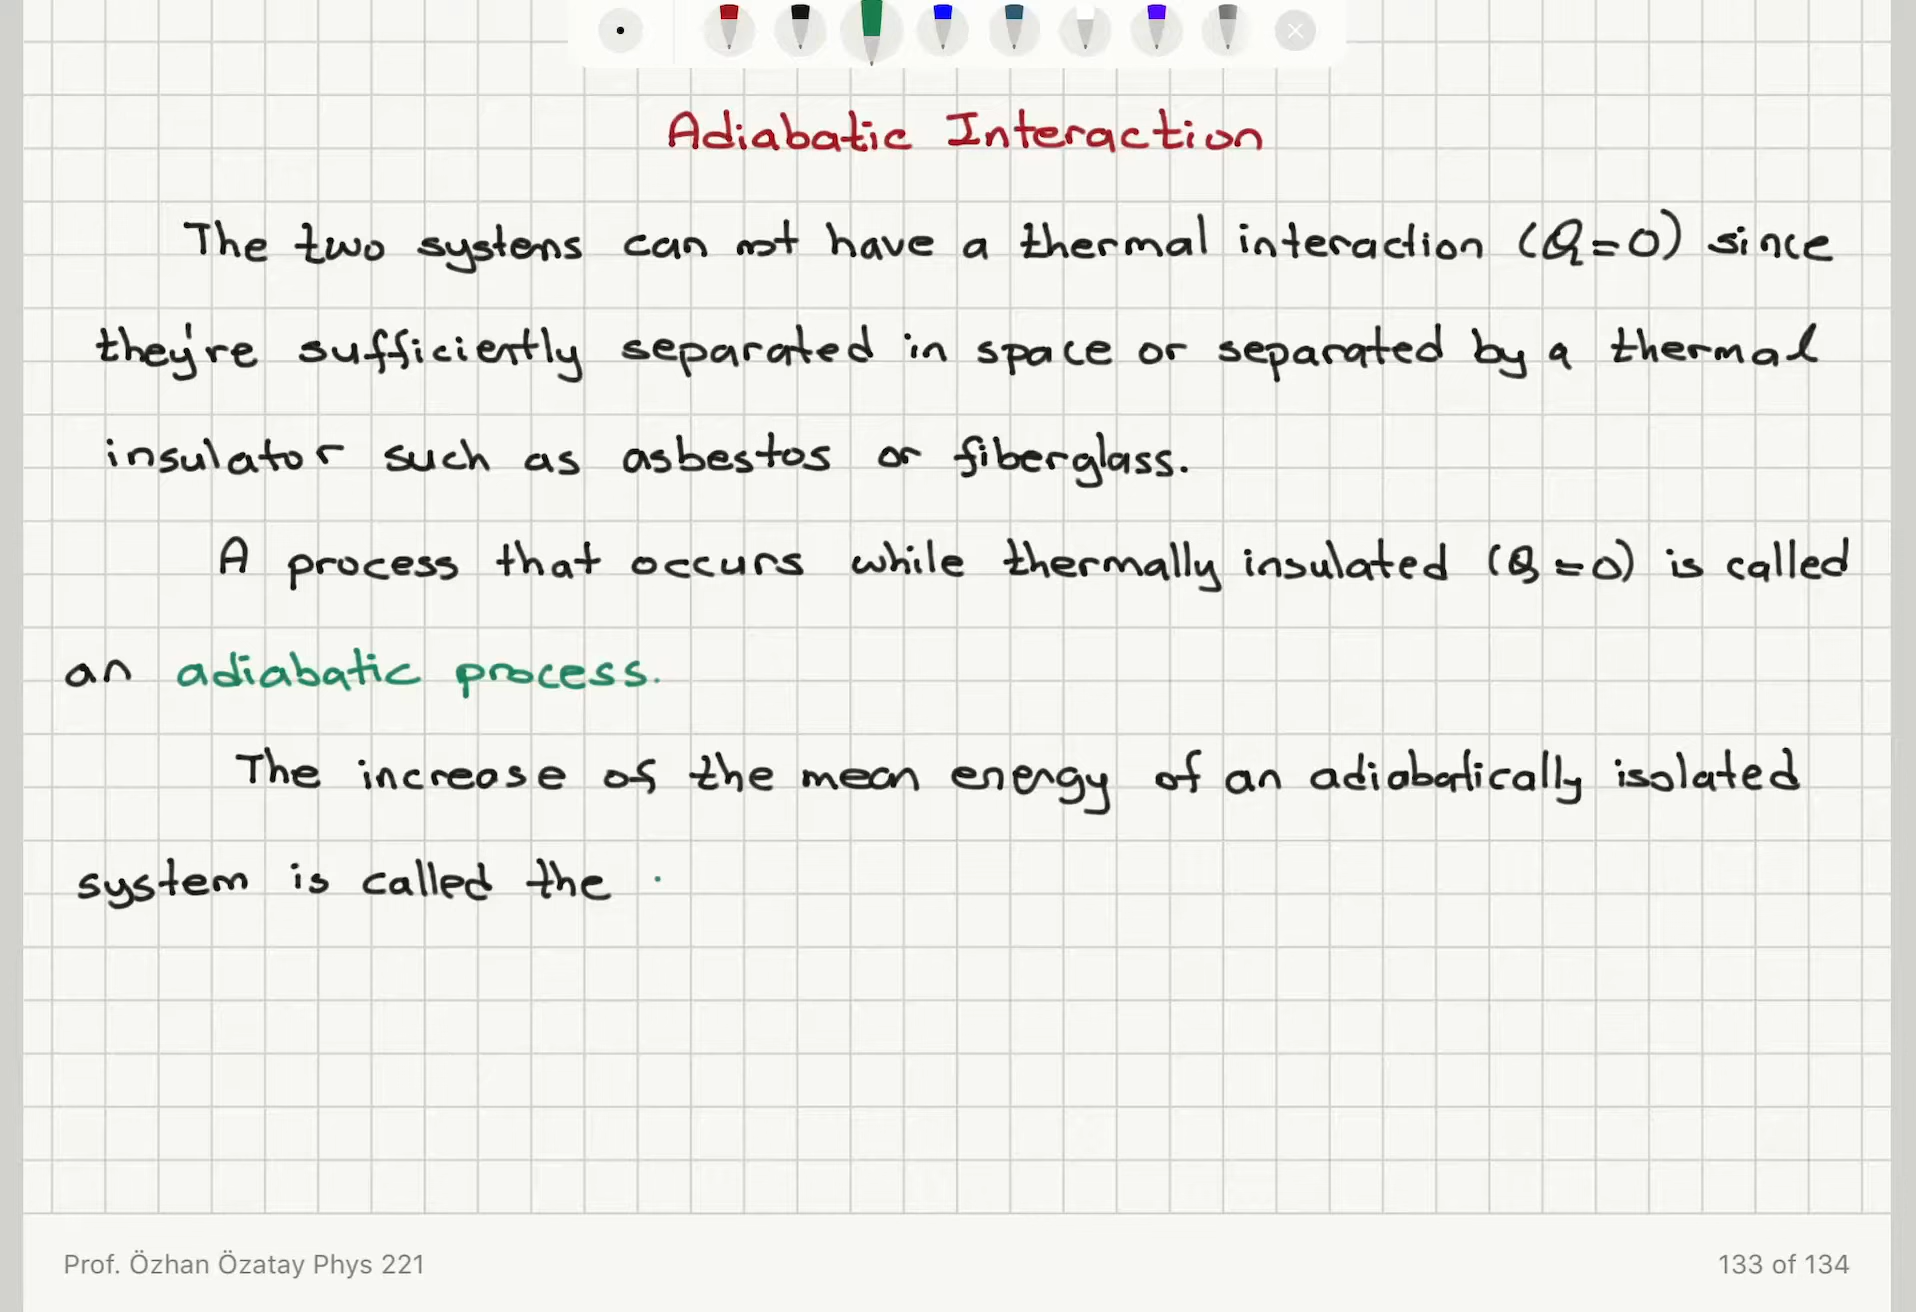 Adiabatic Interaction
The two systems can not have a thermal interaction (Q=0) since
they're sufficiently separated in space or separated by a thermal
insulator such as asbestos or fiberglass.
A process that occurs while thermally insulated (Q=0) is called
an adiabatic process.
The increase of the mean energy of an adiabatically isolated
system is called the
Prof. Özhan Özatay Phys 221
133 of 134